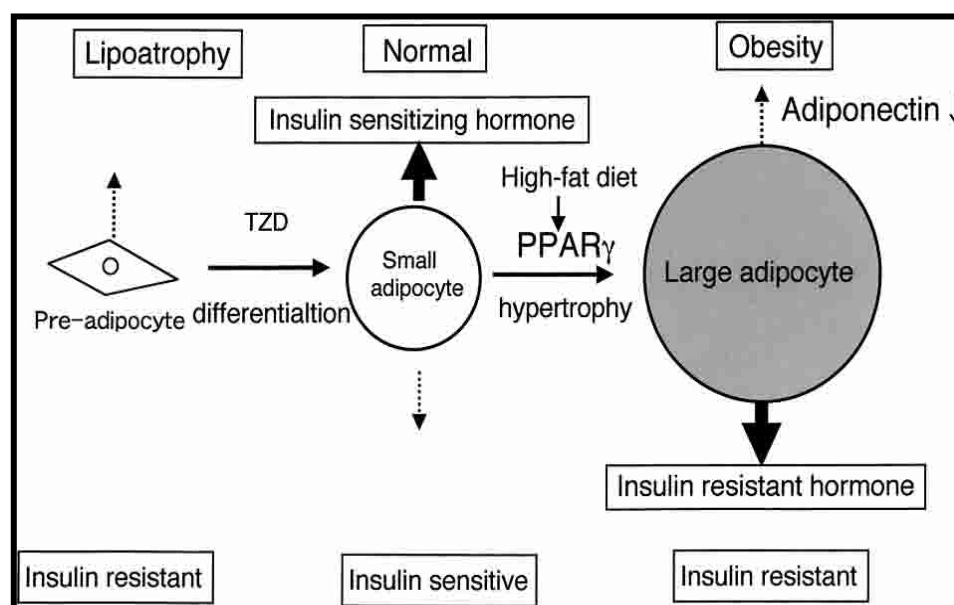 Lipoatrophy
Normal
Obesity
Insulin sensitizing hormone
Adiponectin ↓
High-fat diet
TZD
PPARγ
Small
adipocyte
Large adipocyte
Pre-adipocyte
differentialtion
hypertrophy
Insulin resistant hormone
Insulin resistant
Insulin sensitive
Insulin resistant